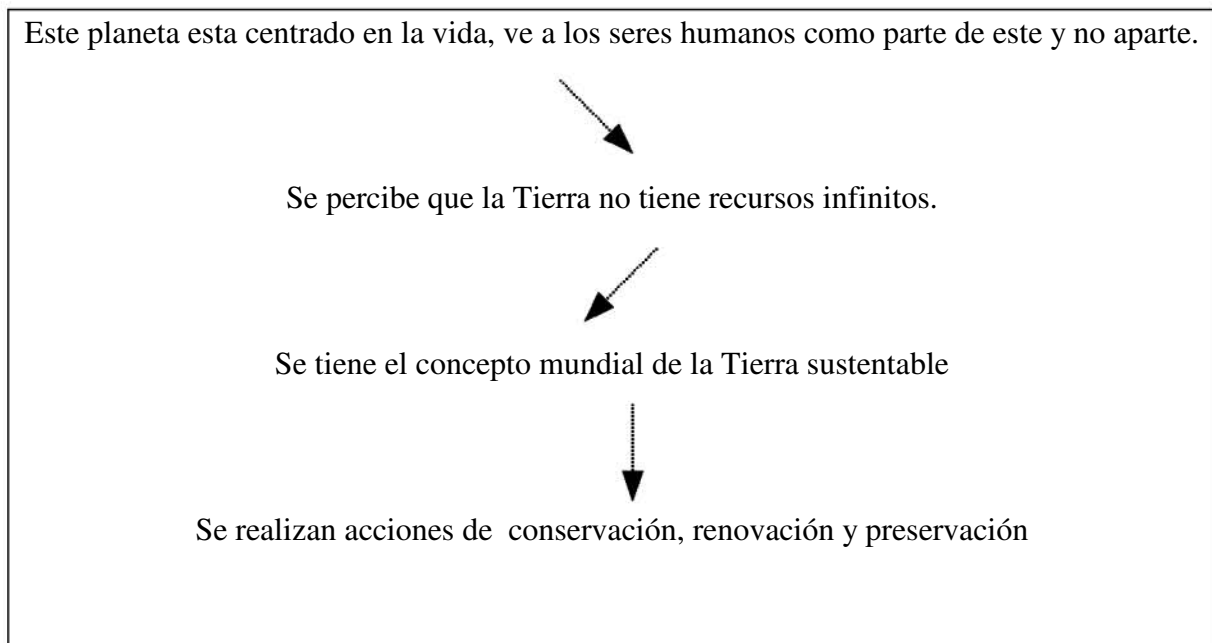 Este planeta esta centrado en la vida, ve a los seres humanos como parte de este y no aparte.
Se percibe que la Tierra no tiene recursos infinitos.
Se tiene el concepto mundial de la Tierra sustentable
Se realizan acciones de  conservación, renovación y preservación